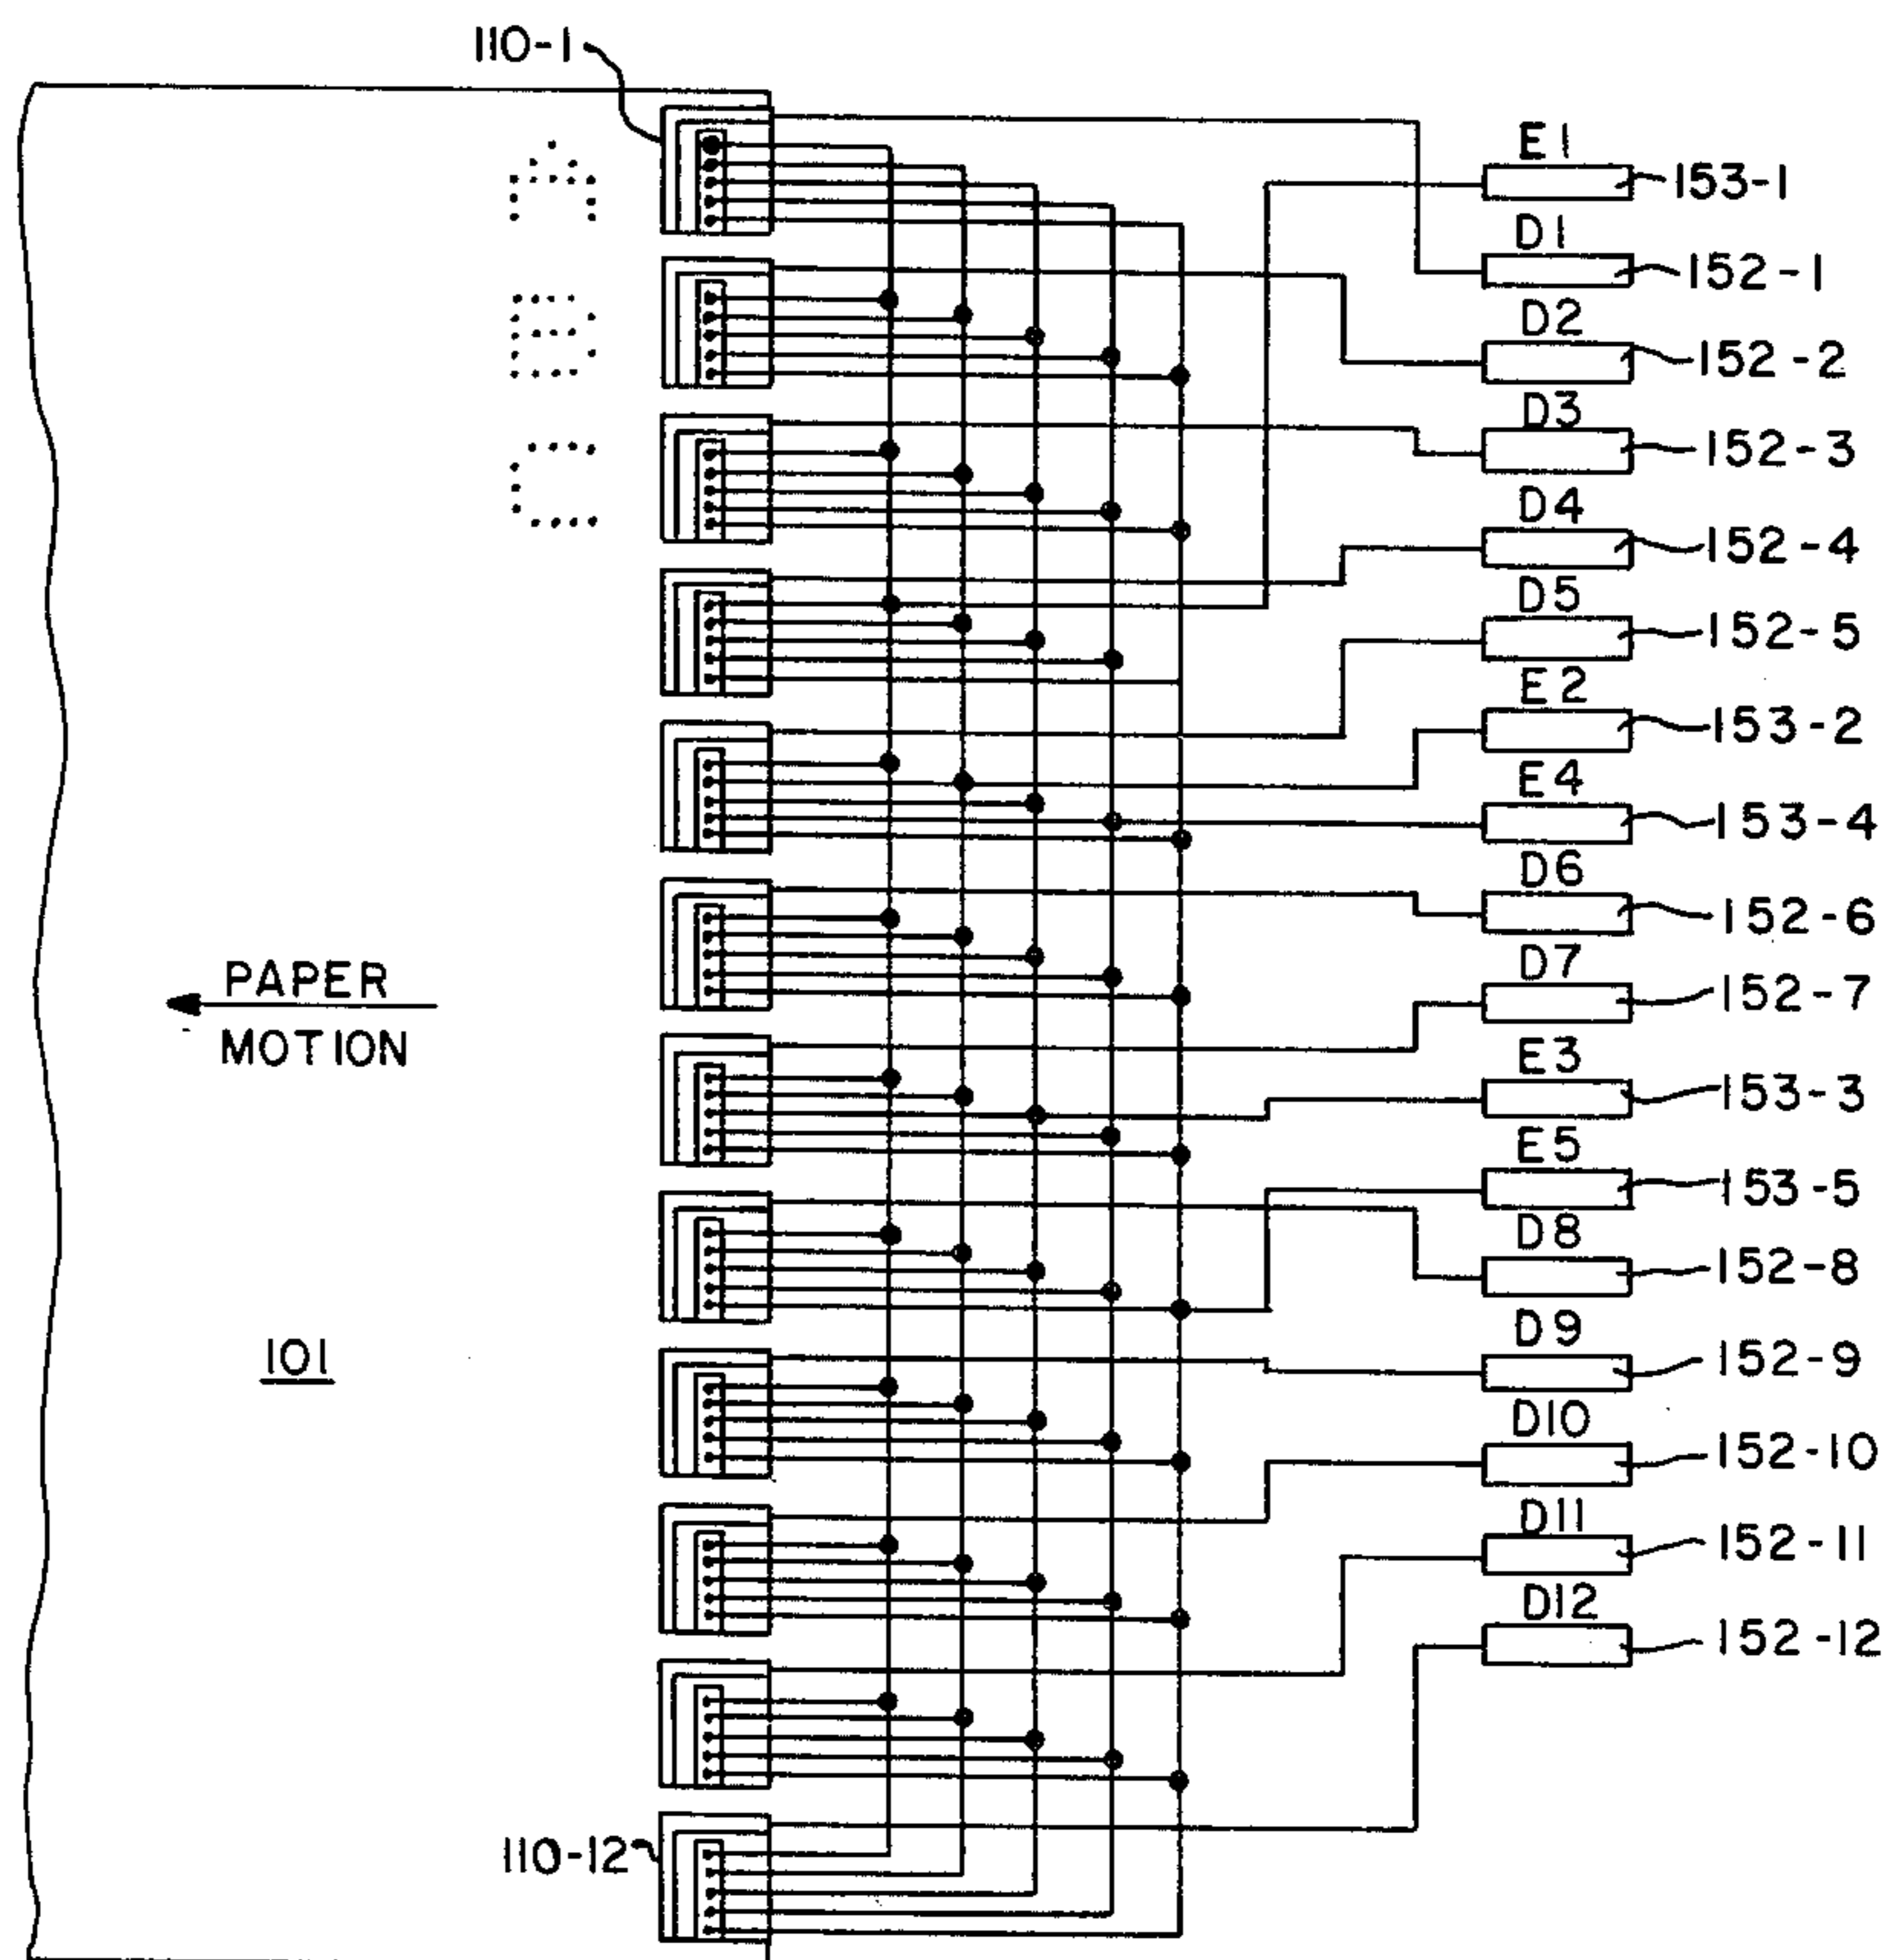 110-1
E1
153-1
D1
152-1
D2
152-2
D3
152-3
D4
152-4
D5
152-5
E2
153-2
E4
153-4
D6
152-6
D7
152-7
E3
153-3
E5
153-5
D8
152-8
D9
152-9
D10
152-10
D11
152-11
D12
152-12
A
B
C
PAPER
MOTION
101
110-12